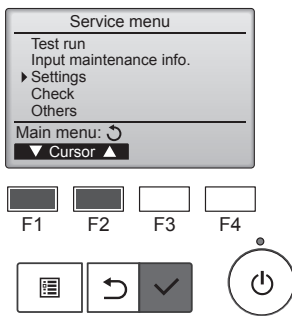 Service menu
Test run
Input maintenance info.
Settings
Check
Others
Main menu:
Cursor
F1 F2 F3 F4